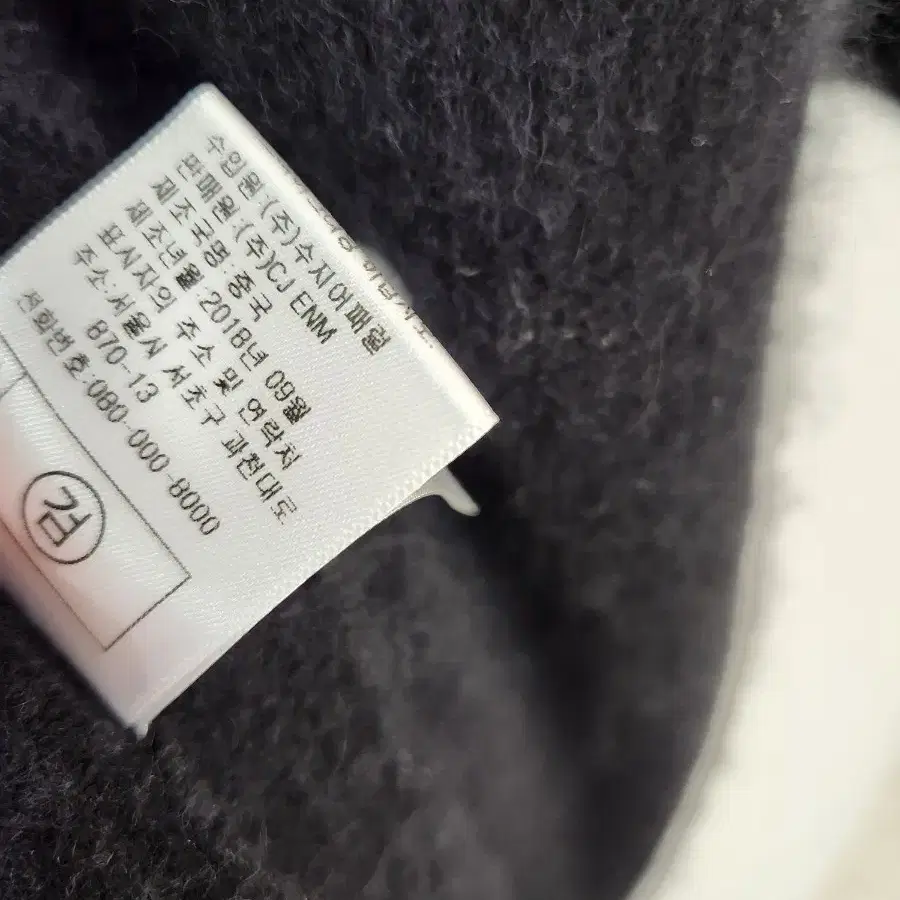 수입원:(주)수지어패럴
판매원:(주)CJ ENM
제조국명:중국
제조년월:2018년 09월
표시자의 주소 및 연락처
주소:서울시 서초구 과천대로
870-13
전화번호:080-000-8000
검